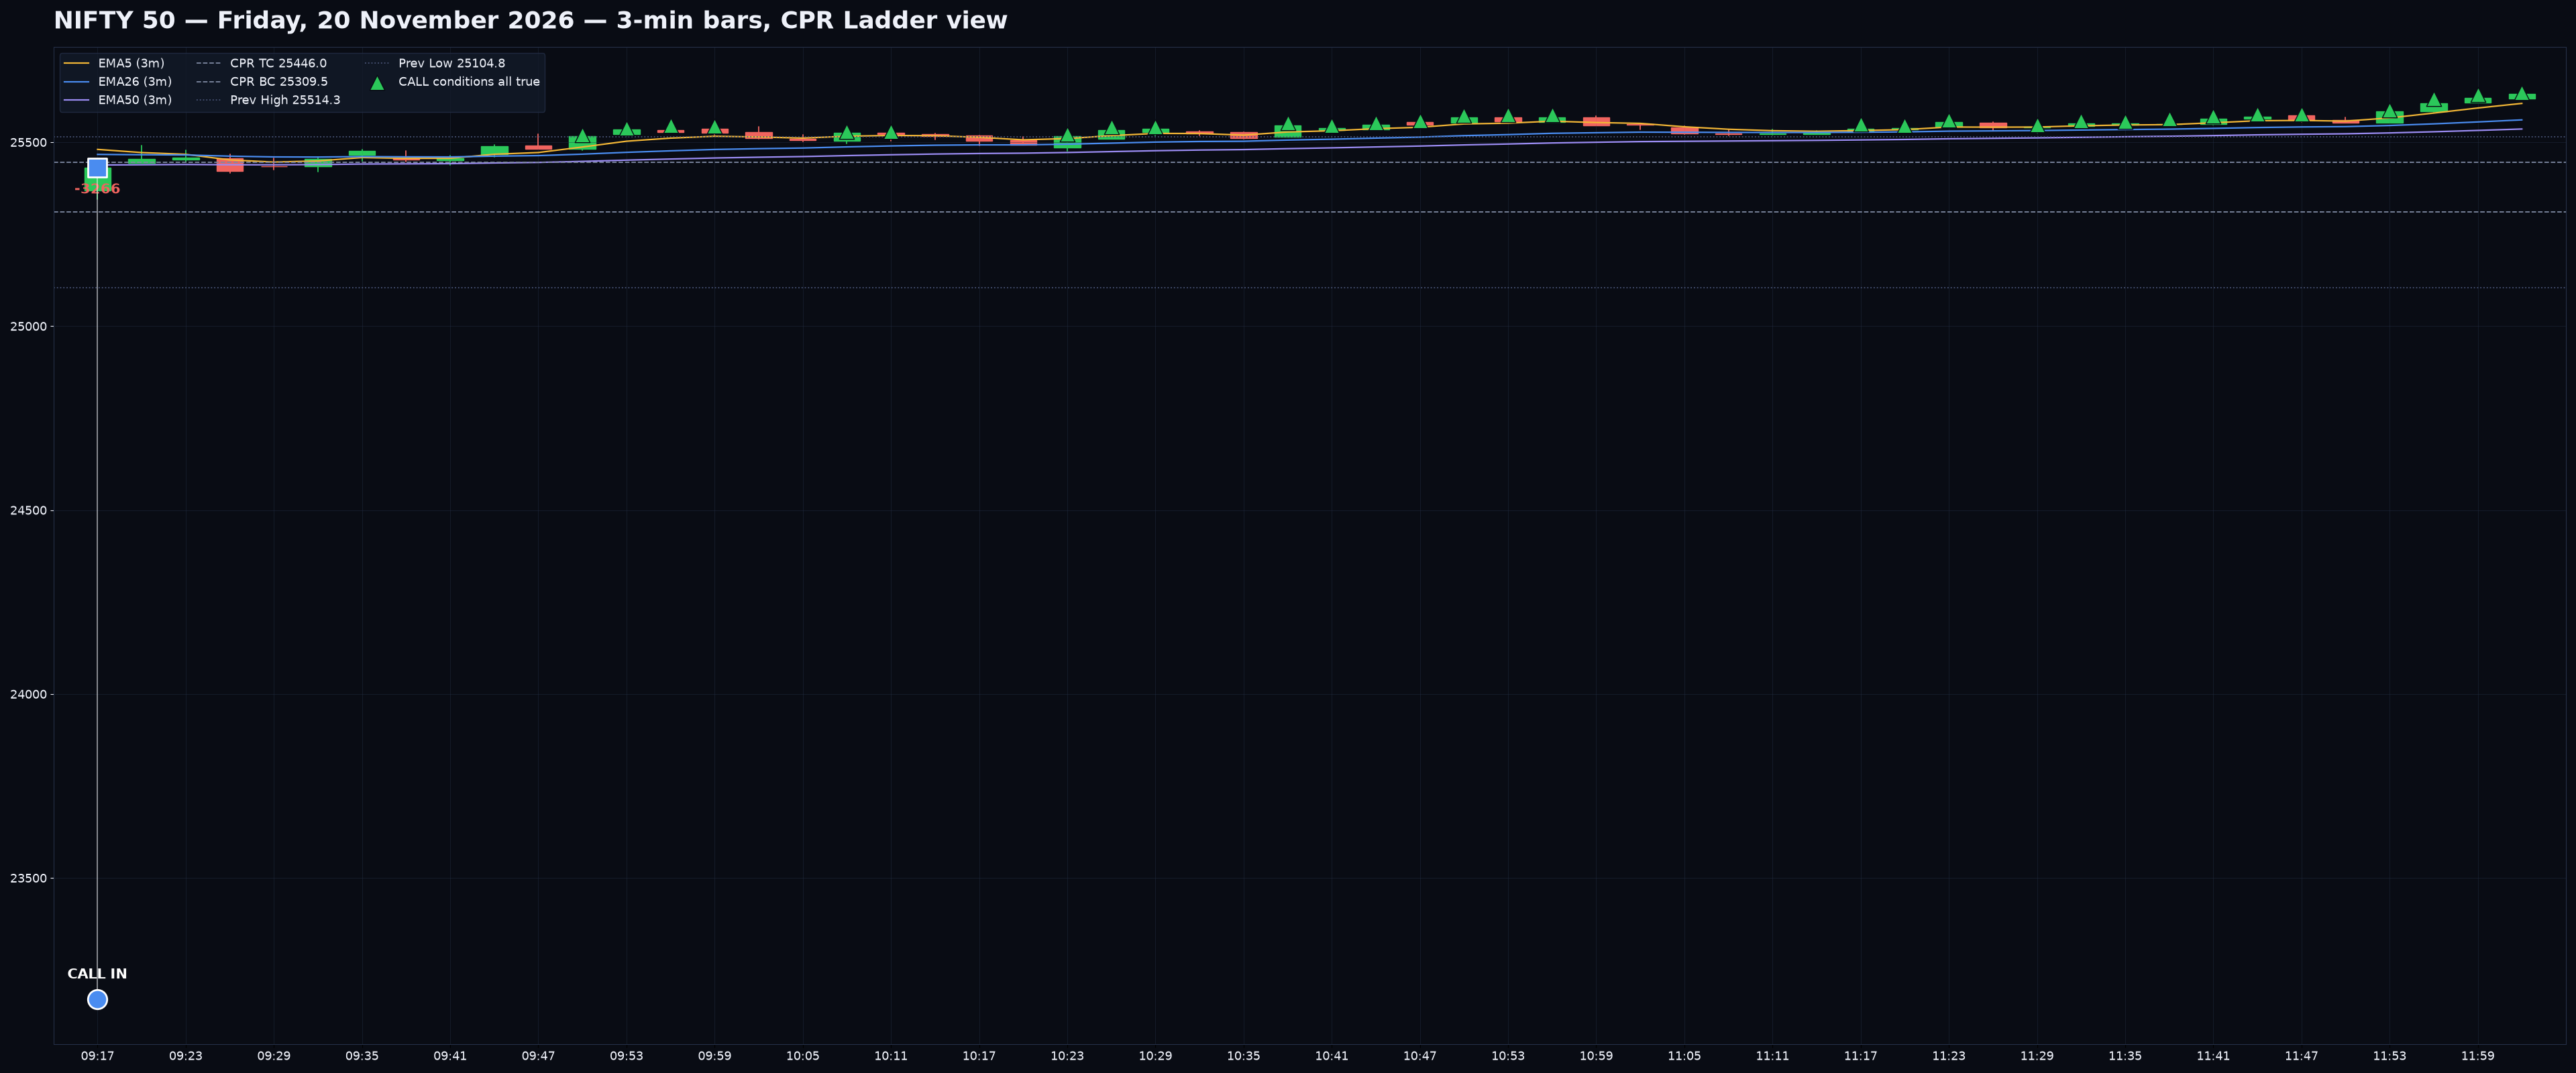 NIFTY 50 — Friday, 20 November 2026 — 3-min bars, CPR Ladder view
EMA5 (3m)
EMA26 (3m)
EMA50 (3m)
CPR TC 25446.0
CPR BC 25309.5
Prev High 25514.3
Prev Low 25104.8
CALL conditions all true
25500
25000
24500
24000
23500
CALL IN
09:17 09:23 09:29 09:35 09:41 09:47 09:53 09:59 10:05 10:11 10:17 10:23 10:29 10:35 10:41 10:47 10:53 10:59 11:05 11:11 11:17 11:23 11:29 11:35 11:41 11:47 11:53 11:59